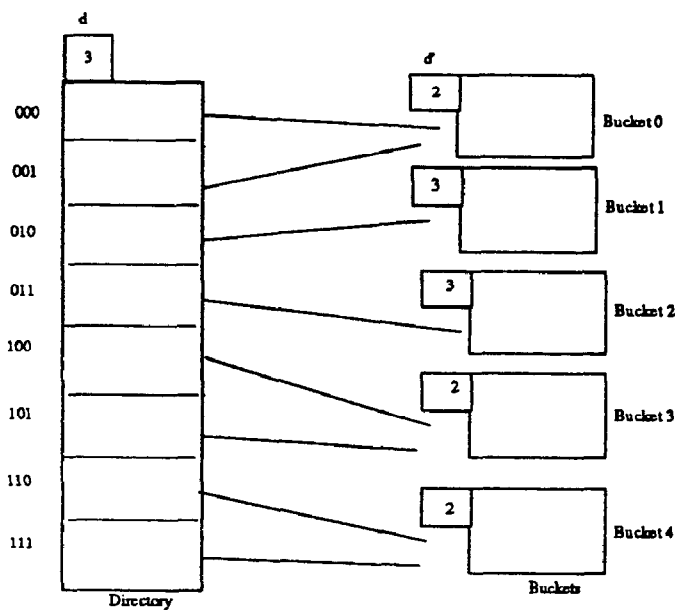 d
3
d'
000
2
Bucket 0
001
3
Bucket 1
010
011
3
Bucket 2
100
2
Bucket 3
101
110
2
Bucket 4
111
Directory
Buckets